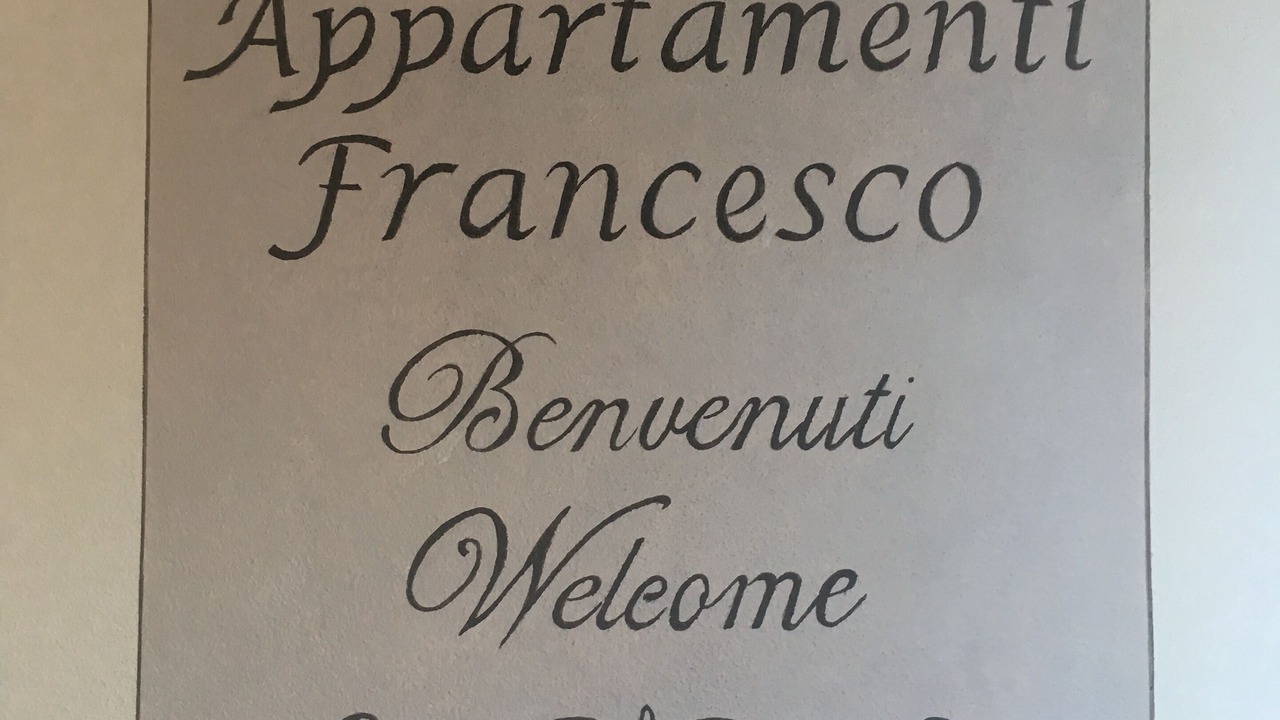 Appartamenti
Francesco
Benvenuti
Welcome